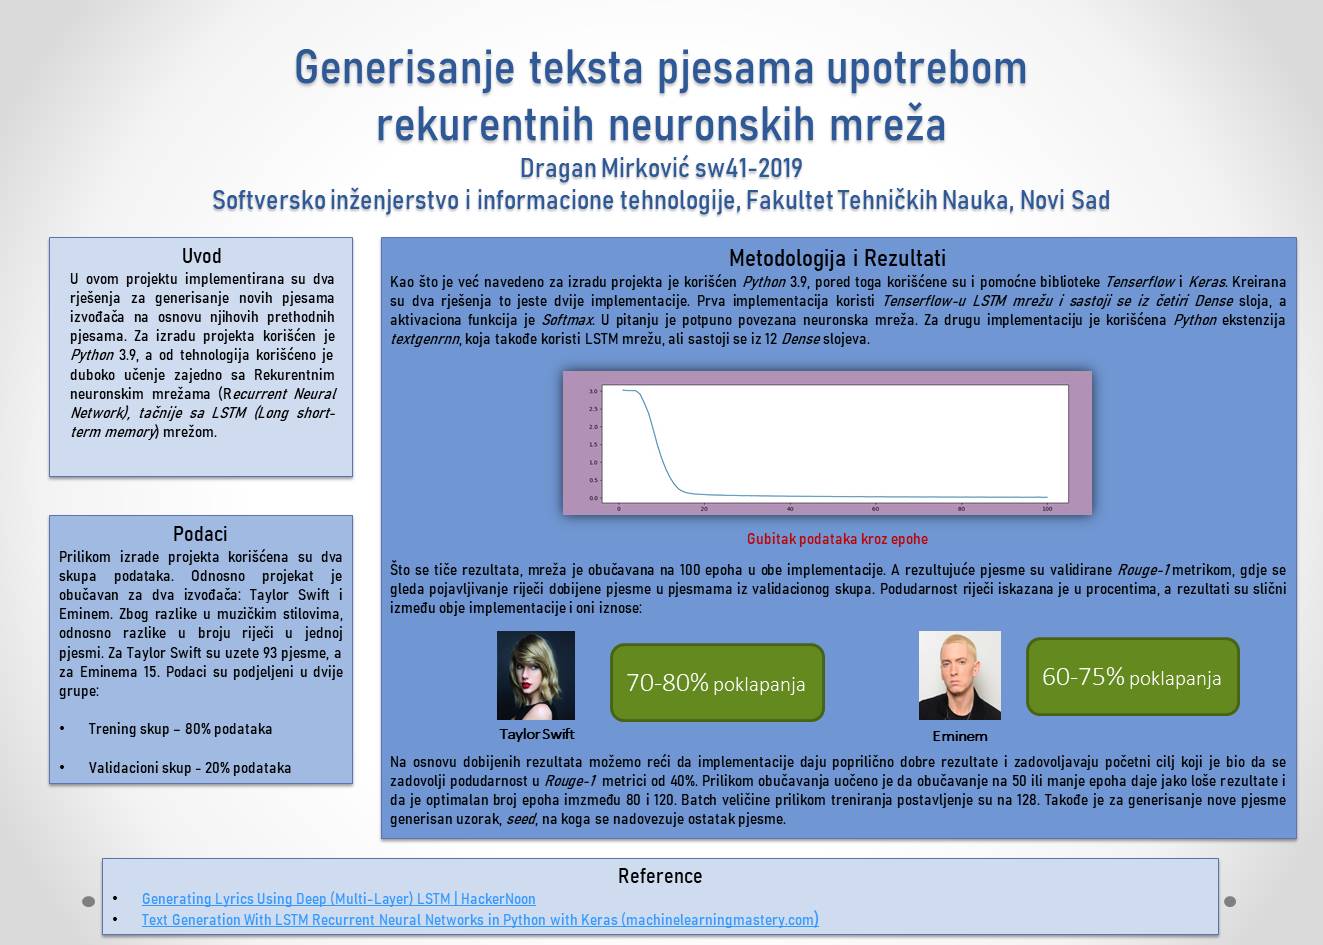 Generisanje teksta pjesama upotrebom
rekurentnih neuronskih mreža
Dragan Mirković sw41-2019
Softversko inženjerstvo i informacione tehnologije, Fakultet Tehničkih Nauka, Novi Sad
Uvod
U ovom projektu implementirana su dva
rješenja za generisanje novih pjesama
izvođača na osnovu njihovih prethodnih
pjesama. Za izradu projekta korišćen je
Python 3.9, a od tehnologija korišćeno je
duboko učenje zajedno sa Rekurentnim
neuronskim mrežama (Recurrent Neural
Network), tačnije sa LSTM (Long short-
term memory) mrežom.
Podaci
Prilikom izrade projekta korišćena su dva
skupa podataka. Odnosno projekat je
obučavan za dva izvođača: Taylor Swift i
Eminem. Zbog razlike u muzičkim stilovima,
odnosno razlike u broju riječi u jednoj
pjesmi. Za Taylor Swift su uzete 93 pjesme, a
za Eminema 15. Podaci su podjeljeni u dvije
grupe:
• Trening skup – 80% podataka
• Validacioni skup - 20% podataka
Metodologija i Rezultati
Kao što je već navedeno za izradu projekta je korišćen Python 3.9, pored toga korišćene su i pomoćne biblioteke Tenserflow i Keras. Kreirana
su dva rješenja to jeste dvije implementacije. Prva implementacija koristi Tenserflow-u LSTM mrežu i sastoji se iz četiri Dense sloja, a
aktivaciona funkcija je Softmax. U pitanju je potpuno povezana neuronska mreža. Za drugu implementaciju je korišćena Python ekstenzija
textgenrnn, koja takođe koristi LSTM mrežu, ali sastoji se iz 12 Dense slojeva.
3.0
2.5
2.0
1.5
1.0
0.5
0.0
0 20 40 60 80 100
Gubitak podataka kroz epohe
Što se tiče rezultata, mreža je obučavana na 100 epoha u obe implementacije. A rezultujuće pjesme su validirane Rouge-1 metrikom, gdje se
gleda pojavljivanje riječi dobijene pjesme u pjesmama iz validacionog skupa. Podudarnost riječi iskazana je u procentima, a rezultati su slični
između obje implementacije i oni iznose:
70-80% poklapanja
60-75% poklapanja
Taylor Swift
Eminem
Na osnovu dobijenih rezultata možemo reći da implementacije daju poprilično dobre rezultate i zadovoljavaju početni cilj koji je bio da se
zadovolji podudarnost u Rouge-1 metrici od 40%. Prilikom obučavanja uočeno je da obučavanje na 50 ili manje epoha daje jako loše rezultate i
da je optimalan broj epoha imzmeđu 80 i 120. Batch veličine prilikom treniranja postavljenje su na 128. Takođe je za generisanje nove pjesme
generisan uzorak, seed, na koga se nadovezuje ostatak pjesme.
Reference
• Generating Lyrics Using Deep (Multi-Layer) LSTM | HackerNoon
• Text Generation With LSTM Recurrent Neural Networks in Python with Keras (machinelearningmastery.com)